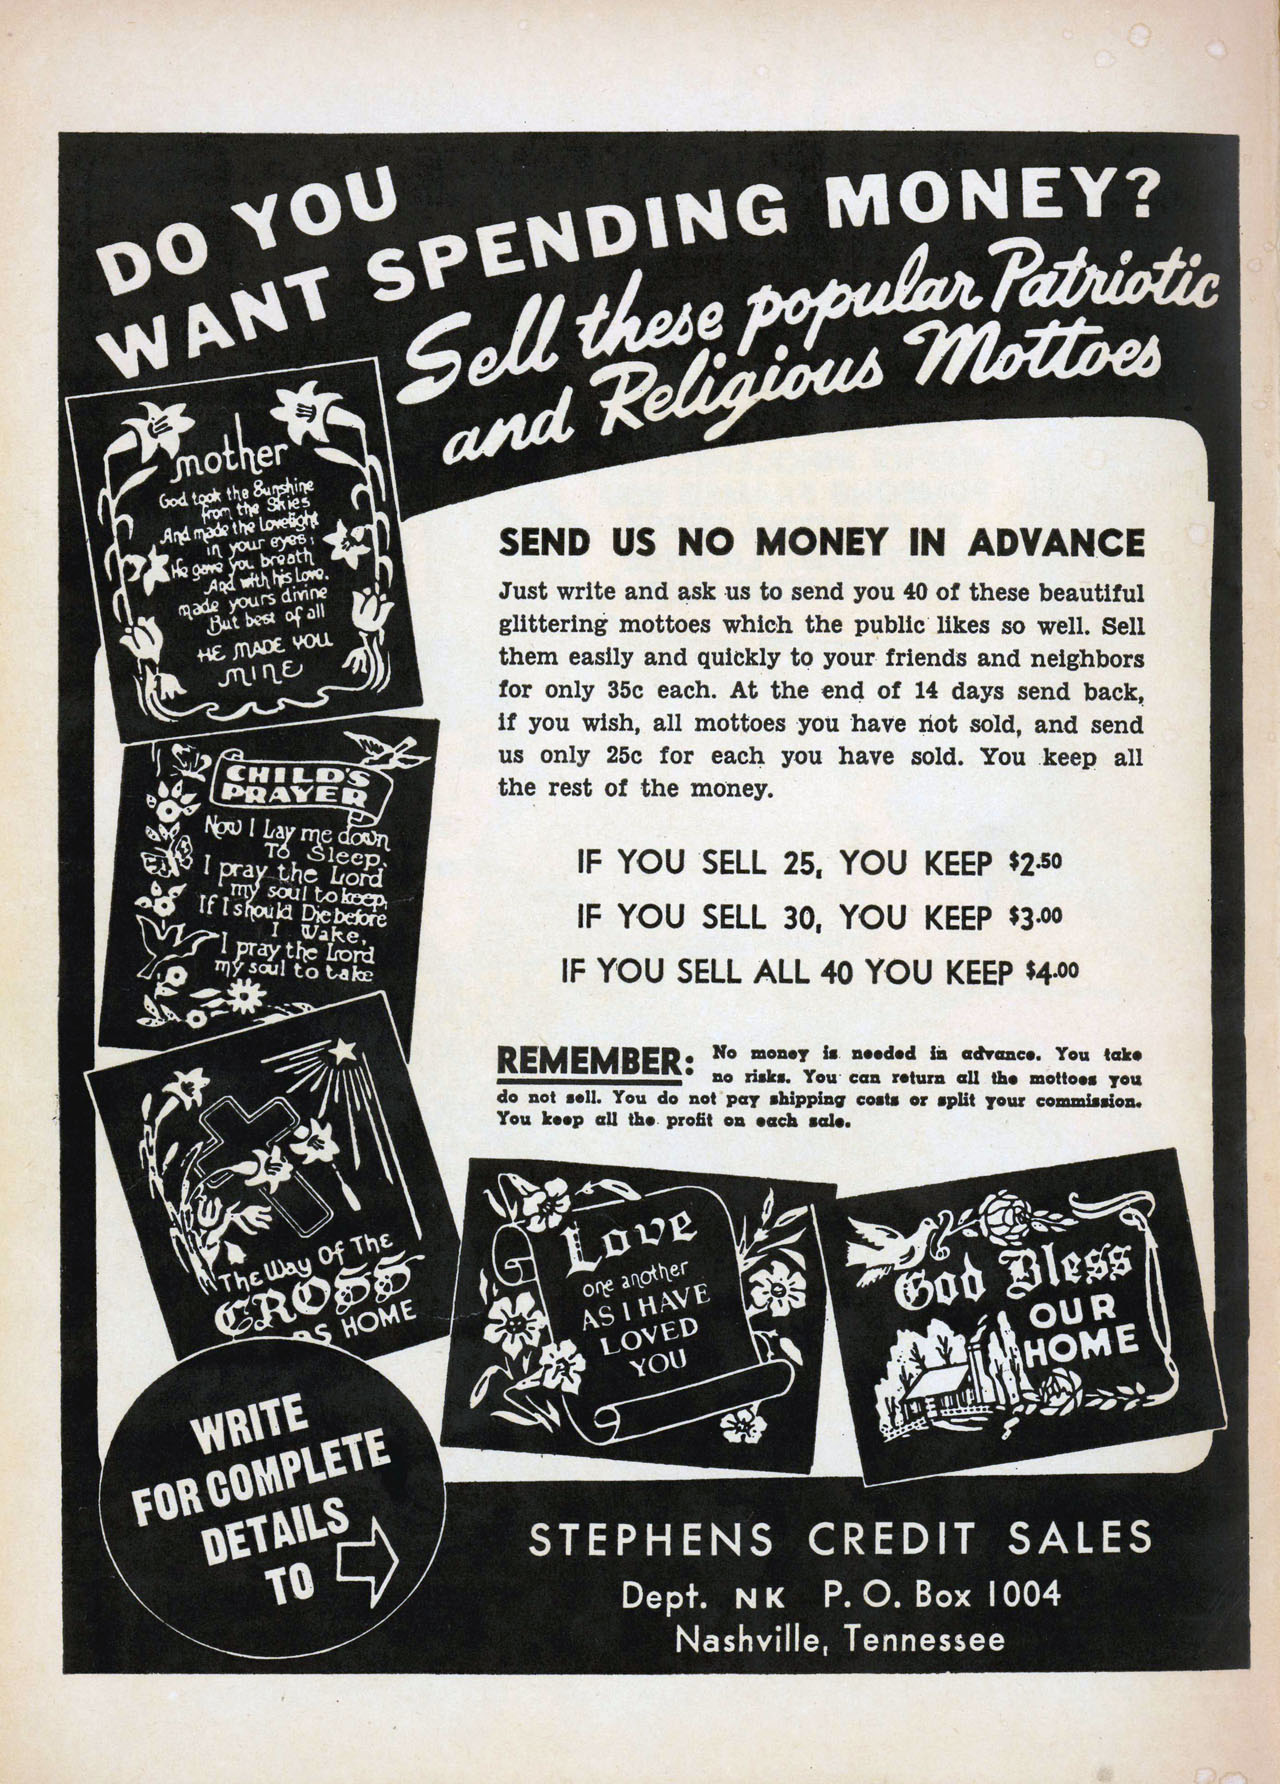 DO YOU
WANT SPENDING MONEY?
Sell these popular Patriotic
and Religious Mottoes
mother
God took the Sunshine
from the Skies
And made the Lovelight
in your eyes;
He gave you breath
And with his Love.
made yours divine
But best of all
HE MADE YOU
MINE
CHILD'S
PRAYER
Now I Lay me down
To Sleep,
I pray the Lord
my soul to keep,
If I should Die before
I Wake,
I pray the Lord
my soul to take
The Way Of The
CROSS
HOME
SEND US NO MONEY IN ADVANCE
Just write and ask us to send you 40 of these beautiful
glittering mottoes which the public likes so well. Sell
them easily and quickly to your friends and neighbors
for only 35c each. At the end of 14 days send back,
if you wish, all mottoes you have not sold, and send
us only 25c for each you have sold. You keep all
the rest of the money.
IF YOU SELL 25, YOU KEEP $2.50
IF YOU SELL 30, YOU KEEP $3.00
IF YOU SELL ALL 40 YOU KEEP $4.00
REMEMBER: No money is needed in advance. You take
no risks. You can return all the mottoes you
do not sell. You do not pay shipping costs or split your commission.
You keep all the profit on each sale.
Love
one another
AS I HAVE
LOVED
YOU
God Bless
OUR
HOME
WRITE
FOR COMPLETE
DETAILS
TO
STEPHENS CREDIT SALES
Dept. NK P. O. Box 1004
Nashville, Tennessee